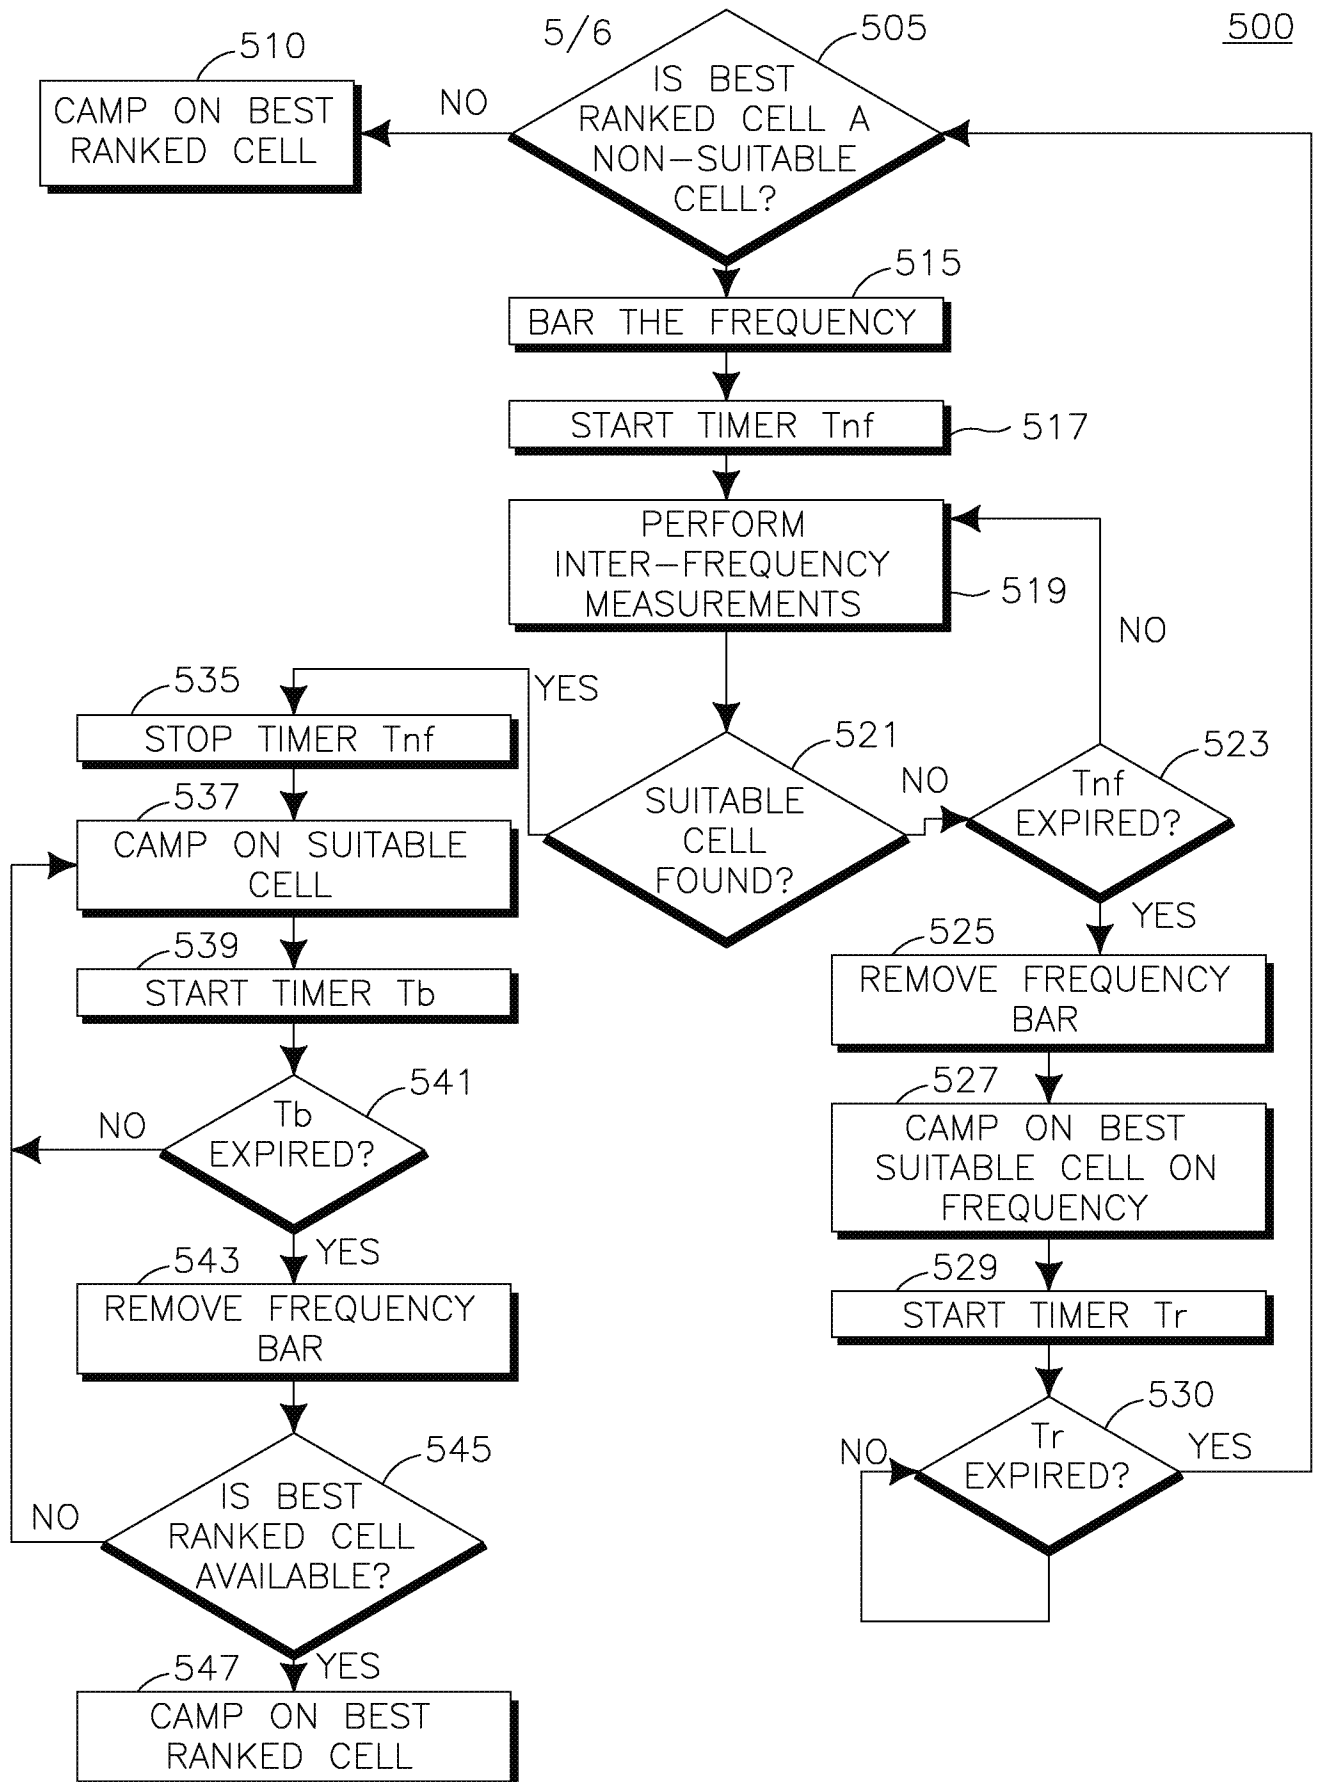 5/6
500
505
IS BEST
RANKED CELL A
NON-SUITABLE
CELL?
NO
510
CAMP ON BEST
RANKED CELL
515
BAR THE FREQUENCY
START TIMER Tnf
517
PERFORM
INTER-FREQUENCY
MEASUREMENTS
519
NO
YES
535
STOP TIMER Tnf
521
SUITABLE
CELL
FOUND?
NO
523
Tnf
EXPIRED?
YES
537
CAMP ON SUITABLE
CELL
539
START TIMER Tb
541
Tb
EXPIRED?
NO
YES
543
REMOVE FREQUENCY
BAR
545
IS BEST
RANKED CELL
AVAILABLE?
NO
YES
547
CAMP ON BEST
RANKED CELL
525
REMOVE FREQUENCY
BAR
527
CAMP ON BEST
SUITABLE CELL ON
FREQUENCY
529
START TIMER Tr
530
Tr
EXPIRED?
NO
YES